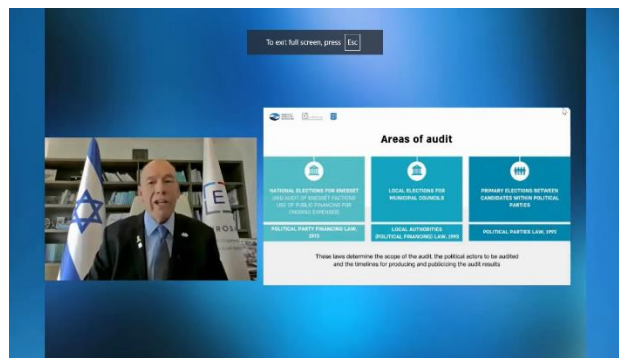 To exit full screen, press Esc
Areas of audit
NATIONAL ELECTIONS FOR KNESSET
(AND AUDIT OF KNESSET FACTIONS
USE OF PUBLIC FINANCING FOR
ONGOING EXPENSES)
LOCAL ELECTIONS FOR
MUNICIPAL COUNCILS
PRIMARY ELECTIONS BETWEEN
CANDIDATES WITHIN POLITICAL
PARTIES
POLITICAL PARTY FINANCING LAW,
LOCAL AUTHORITIES
(POLITICAL FINANCING) LAW, 1993
POLITICAL PARTIES LAW,
These laws determine the scope of the audit, the political actors to be audited
and the timelines for producing and publicizing the audit results
E
ROSA